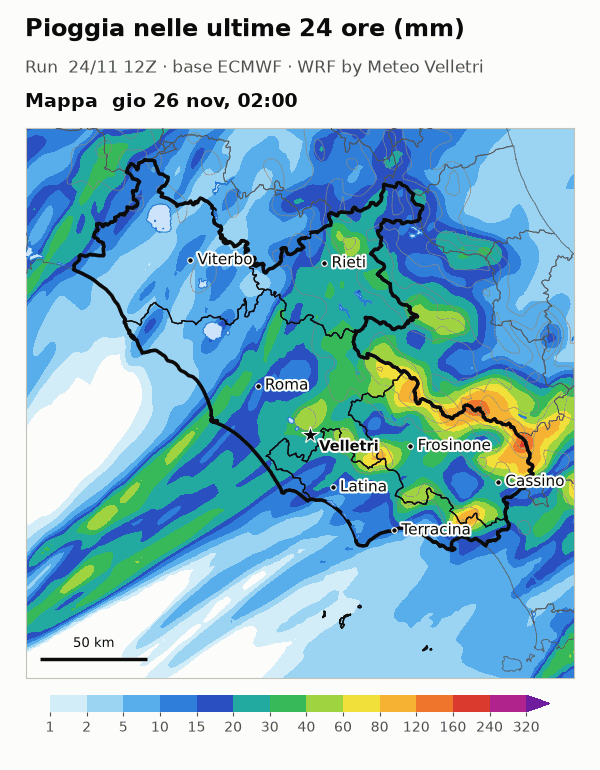 Pioggia nelle ultime 24 ore (mm)
Run  24/11 12Z · base ECMWF · WRF by Meteo Velletri
Mappa  gio 26 nov, 02:00
Viterbo
Rieti
Roma
Velletri
Frosinone
Latina
Cassino
Terracina
50 km
1 2 5 10 15 20 30 40 60 80 120 160 240 320